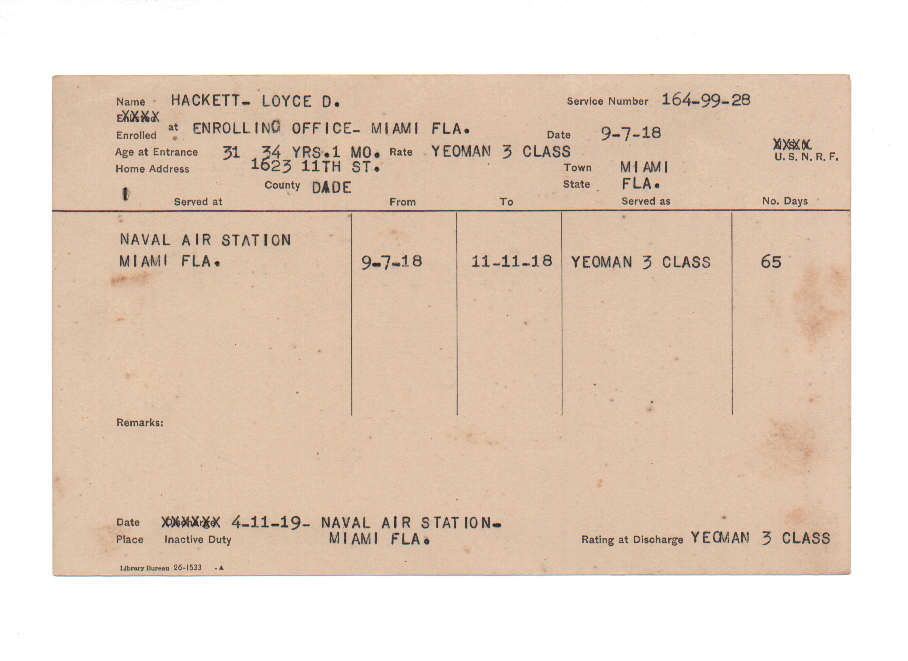 Name HACKETT- LOYCE D. Service Number 164-99-28
Enrolled at ENROLLING OFFICE- MIAMI FLA. Date 9-7-18
U. S. N. R. F.
Age at Entrance 31 34 YRS.1 MO. Rate YEOMAN 3 CLASS
Home Address 1623 11TH ST. Town MIAMI
County DADE State FLA.
Served at From To Served as No. Days
NAVAL AIR STATION
MIAMI FLA. 9-7-18 11-11-18 YEOMAN 3 CLASS 65
Remarks:
Date 4-11-19- NAVAL AIR STATION-
Place Inactive Duty MIAMI FLA. Rating at Discharge YEOMAN 3 CLASS
Library Bureau 26-1533 -A